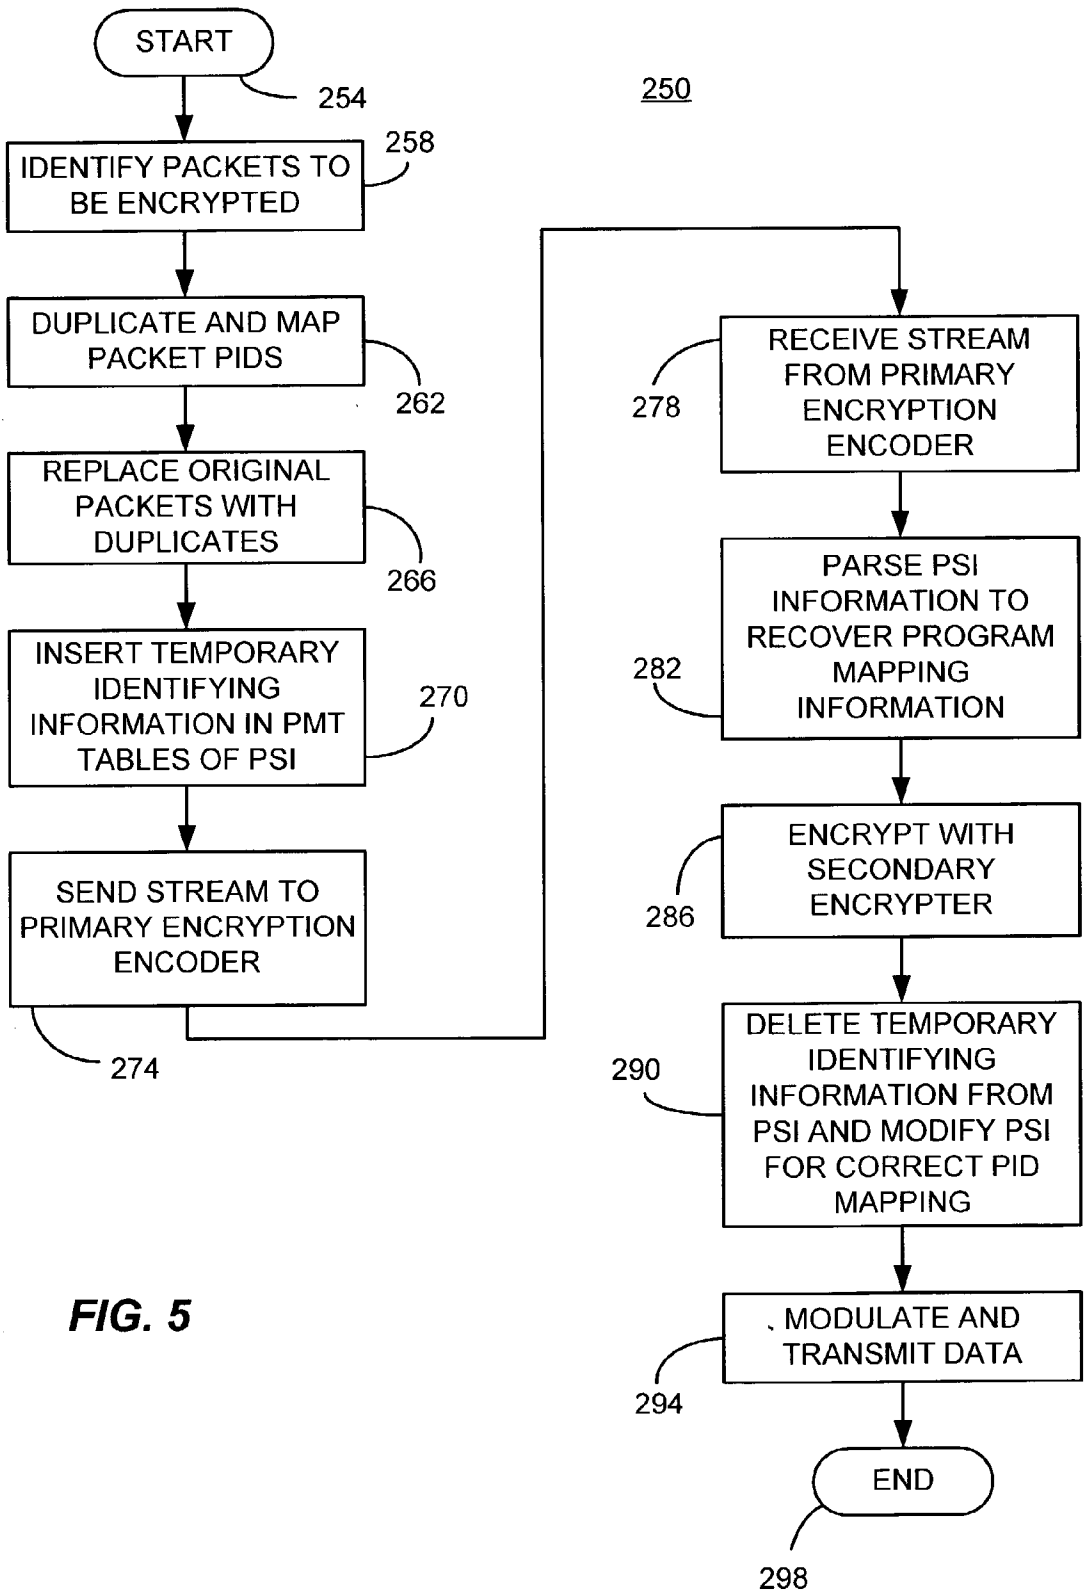 START
254
250
IDENTIFY PACKETS TO
BE ENCRYPTED
258
DUPLICATE AND MAP
PACKET PIDS
262
REPLACE ORIGINAL
PACKETS WITH
DUPLICATES
266
INSERT TEMPORARY
IDENTIFYING
INFORMATION IN PMT
TABLES OF PSI
270
SEND STREAM TO
PRIMARY ENCRYPTION
ENCODER
274
RECEIVE STREAM
FROM PRIMARY
ENCRYPTION
ENCODER
278
PARSE PSI
INFORMATION TO
RECOVER PROGRAM
MAPPING
INFORMATION
282
ENCRYPT WITH
SECONDARY
ENCRYPTER
286
DELETE TEMPORARY
IDENTIFYING
INFORMATION FROM
PSI AND MODIFY PSI
FOR CORRECT PID
MAPPING
290
MODULATE AND
TRANSMIT DATA
294
END
298
FIG. 5